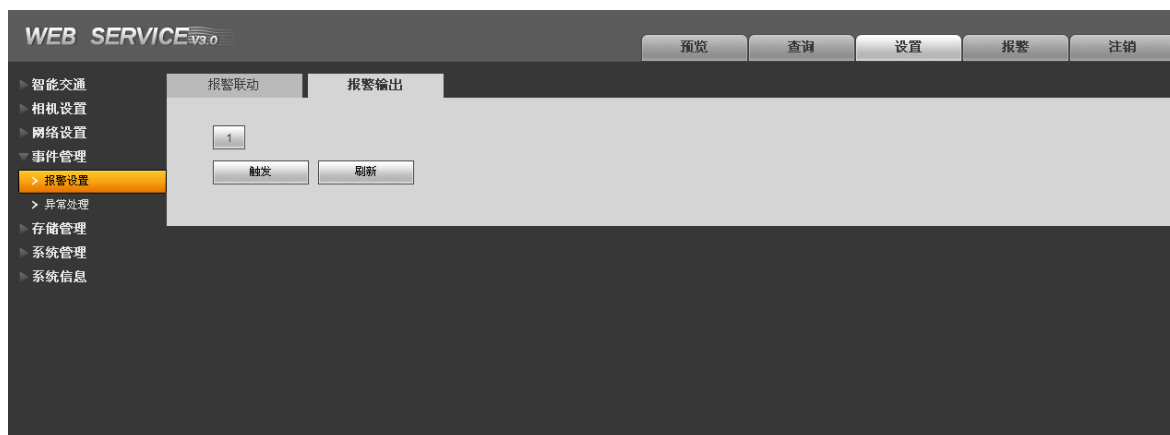 WEB SERVICE V3.0
预览 查询 设置 报警 注销
智能交通
相机设置
网络设置
事件管理
> 报警设置
> 异常处理
存储管理
系统管理
系统信息
报警联动 报警输出
1
触发 刷新